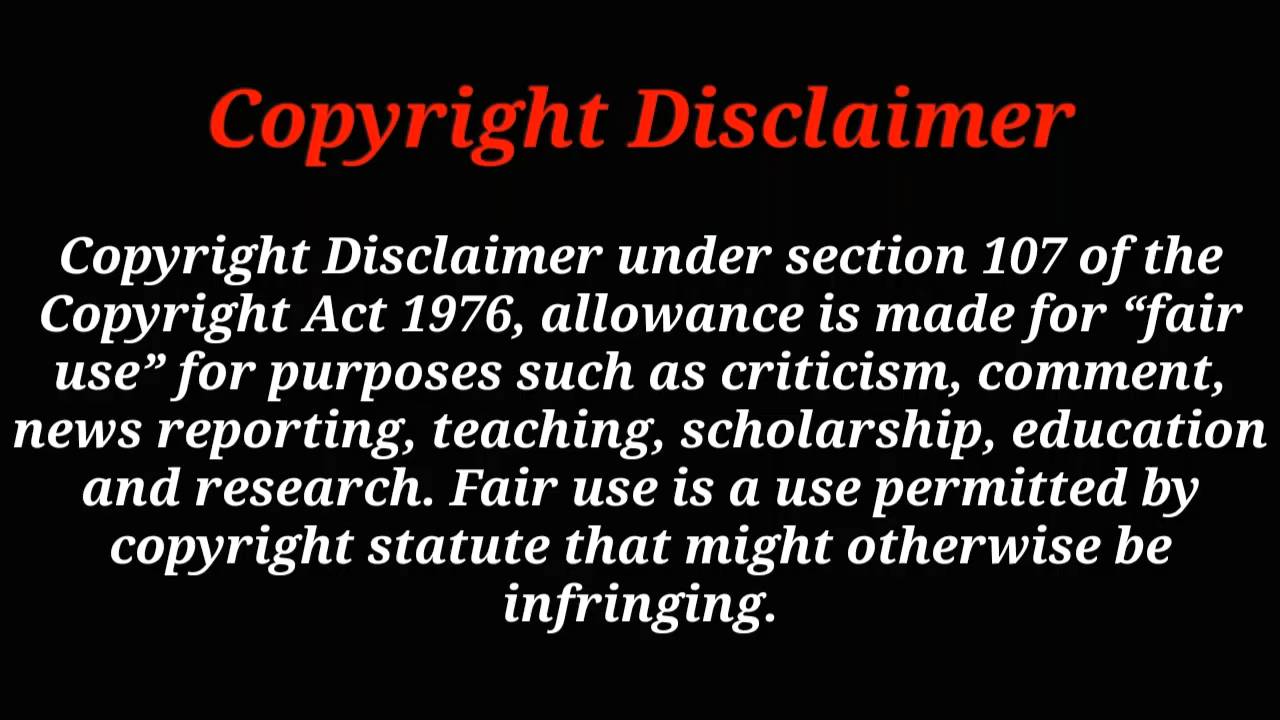 Copyright Disclaimer
Copyright Disclaimer under section 107 of the
Copyright Act 1976, allowance is made for “fair
use” for purposes such as criticism, comment,
news reporting, teaching, scholarship, education
and research. Fair use is a use permitted by
copyright statute that might otherwise be
infringing.